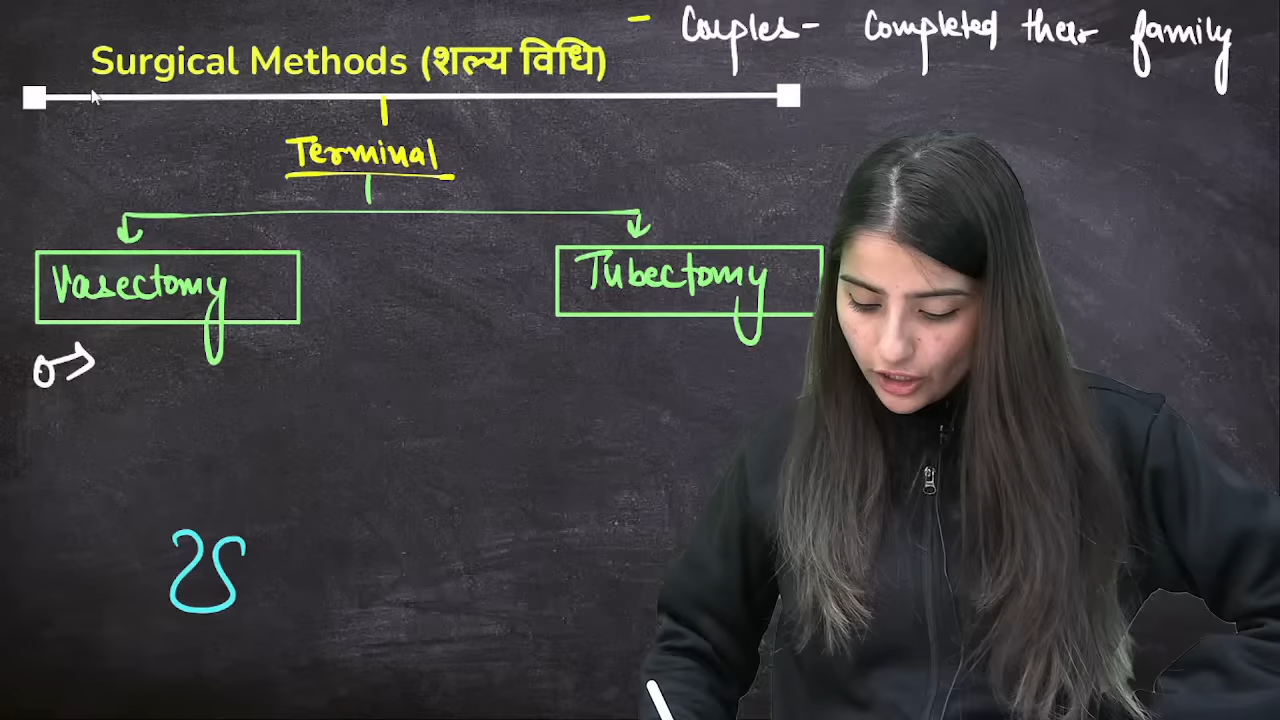 - Couples- Completed their family
Surgical Methods (शल्य विधि)
Terminal
Vasectomy
Tubectomy